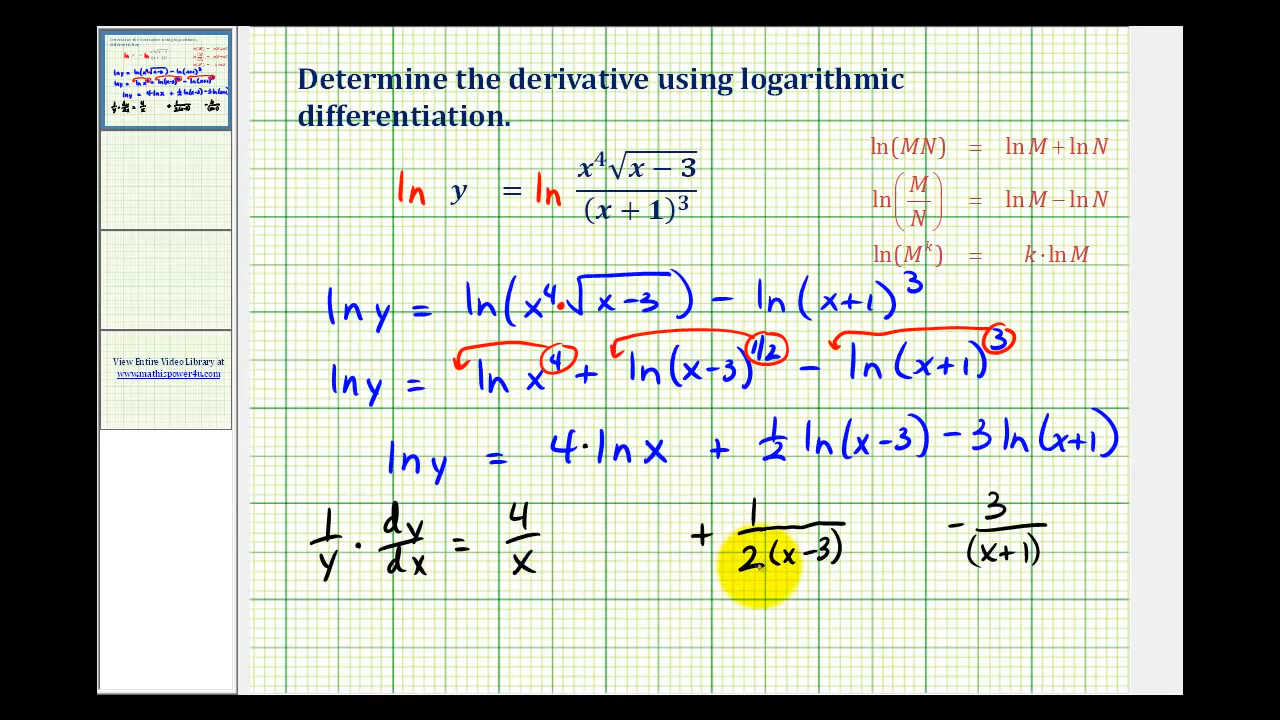 Determine the derivative using logarithmic
differentiation.
ln y = ln x⁴√(x − 3) / (x + 1)³
ln(MN) = ln M + ln N
ln(M/N) = ln M − ln N
ln(Mᵏ) = k · ln M
ln y = ln(x⁴ · √(x − 3)) − ln(x + 1)³
ln y = ln x⁴ + ln(x − 3)^(1/2) − ln(x + 1)³
ln y = 4 · ln x + 1/2 ln(x − 3) − 3 ln(x + 1)
1/y · dy/dx = 4/x + 1/2(x − 3) − 3/(x + 1)
View Entire Video Library at
www.mathispower4u.com